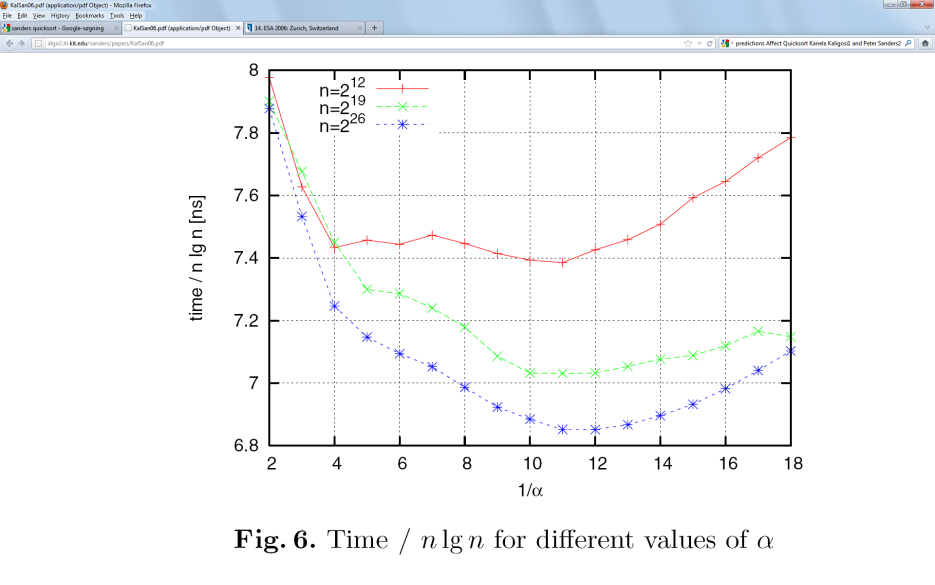 KalSan06.pdf (application/pdf Object) - Mozilla Firefox
File Edit View History Bookmarks Tools Help
sanders quicksort - Google-søgning
KalSan06.pdf (application/pdf Object)
14. ESA 2006: Zurich, Switzerland
algo2.iti.kit.edu/sanders/papers/KalSan06.pdf
predictions Affect Quicksort Kanela Kaligosi1 and Peter Sanders2
n=2^12
n=2^19
n=2^26
8
7.8
7.6
7.4
7.2
7
6.8
time / n lg n [ns]
2 4 6 8 10 12 14 16 18
1/α
Fig. 6. Time / n lg n for different values of α